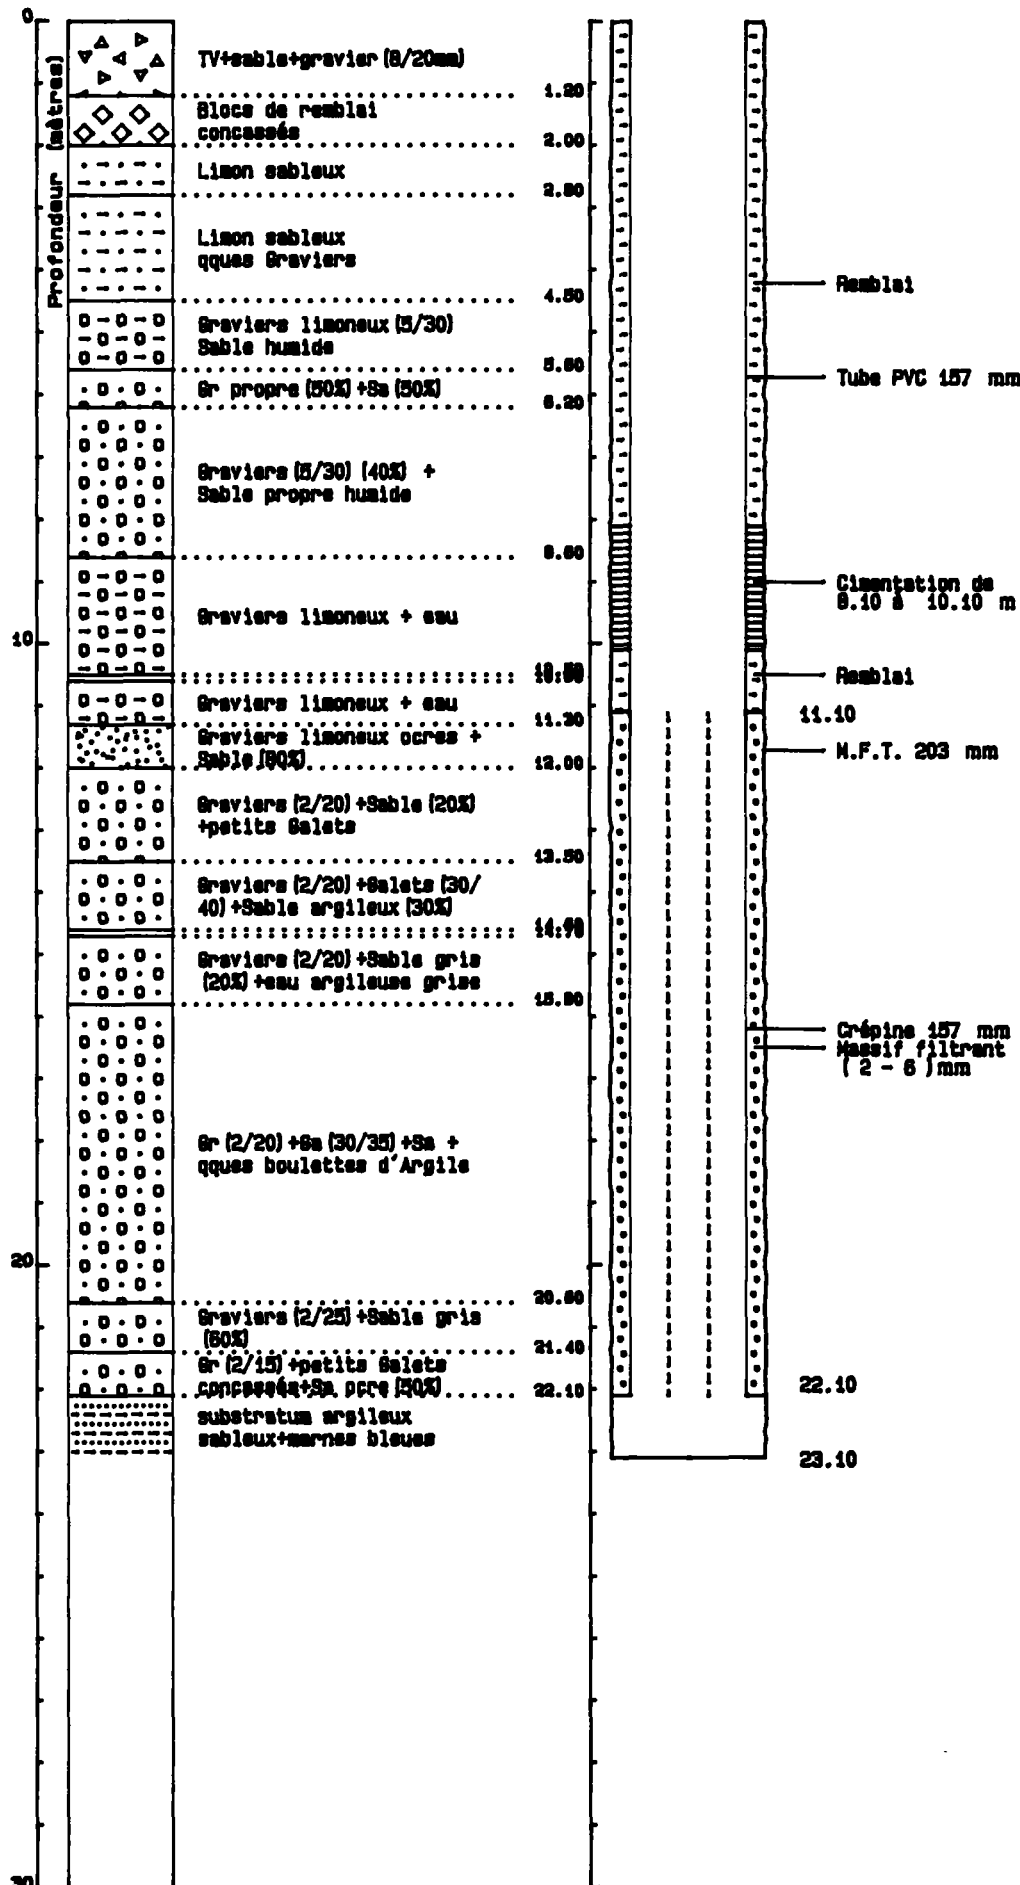 0
Profondeur (mètres)
TV+sable+gravier (8/20mm)
1.20
Blocs de remblai
concassés
2.00
Limon sableux
2.80
Limon sableux
qques Graviers
4.50
Remblai
Graviers limoneux (5/30)
Sable humide
5.60
Tube PVC 157 mm
Gr propre (50%) +Sa (50%)
6.20
Graviers (5/30) (40%) +
Sable propre humide
8.60
Cimentation de
8.10 à 10.10 m
Graviers limoneux + eau
10
10.50
Remblai
Graviers limoneux + eau
11.10
11.30
Graviers limoneux ocres +
Sable (80%)
M.F.T. 203 mm
12.00
Graviers (2/20) +Sable (20%)
+petits Galets
13.50
Graviers (2/20) +Galets (30/
40) +Sable argileux (30%)
14.70
Graviers (2/20) +Sable gris
(20%) +eau argileuse grise
15.80
Crépine 157 mm
Massif filtrant
( 2 - 6 )mm
Gr (2/20) +Ga (30/35) +Sa +
qques boulettes d'Argile
20
20.60
Graviers (2/25) +Sable gris
(60%)
21.40
Gr (2/15) +petits Galets
concassés+Sa ocre (50%)
22.10
22.10
substratum argileux
sableux+marnes bleues
23.10
30